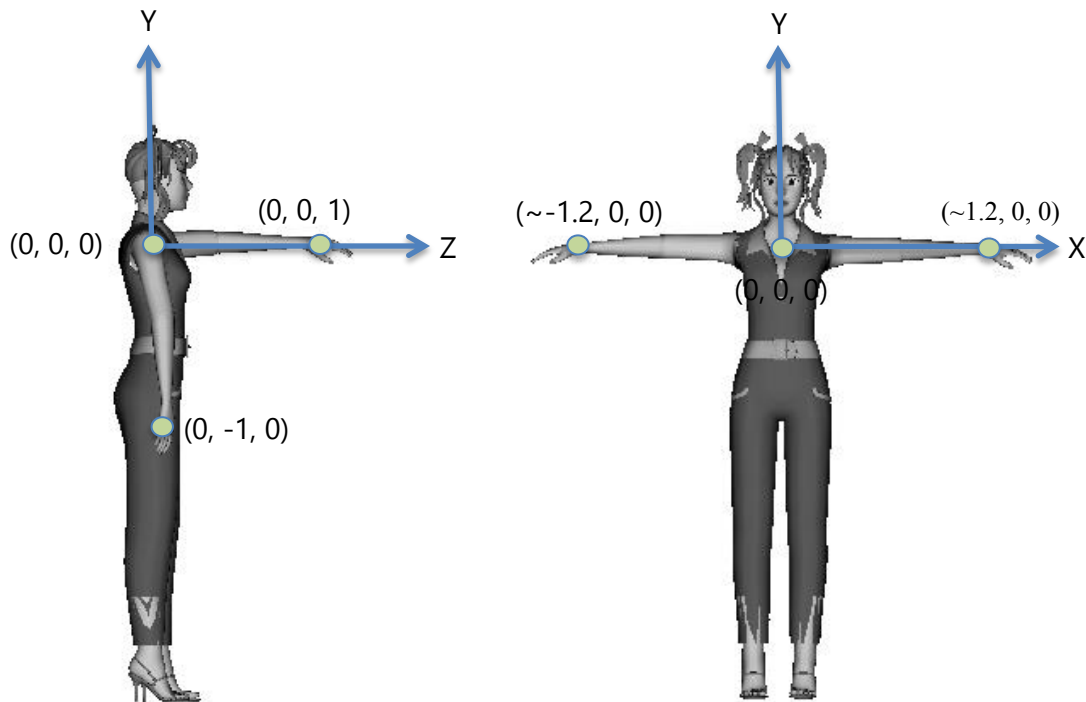 Y
(0, 0, 1)
(0, 0, 0)
Z
(0, -1, 0)
Y
(~-1.2, 0, 0)
(~1.2, 0, 0)
X
(0, 0, 0)